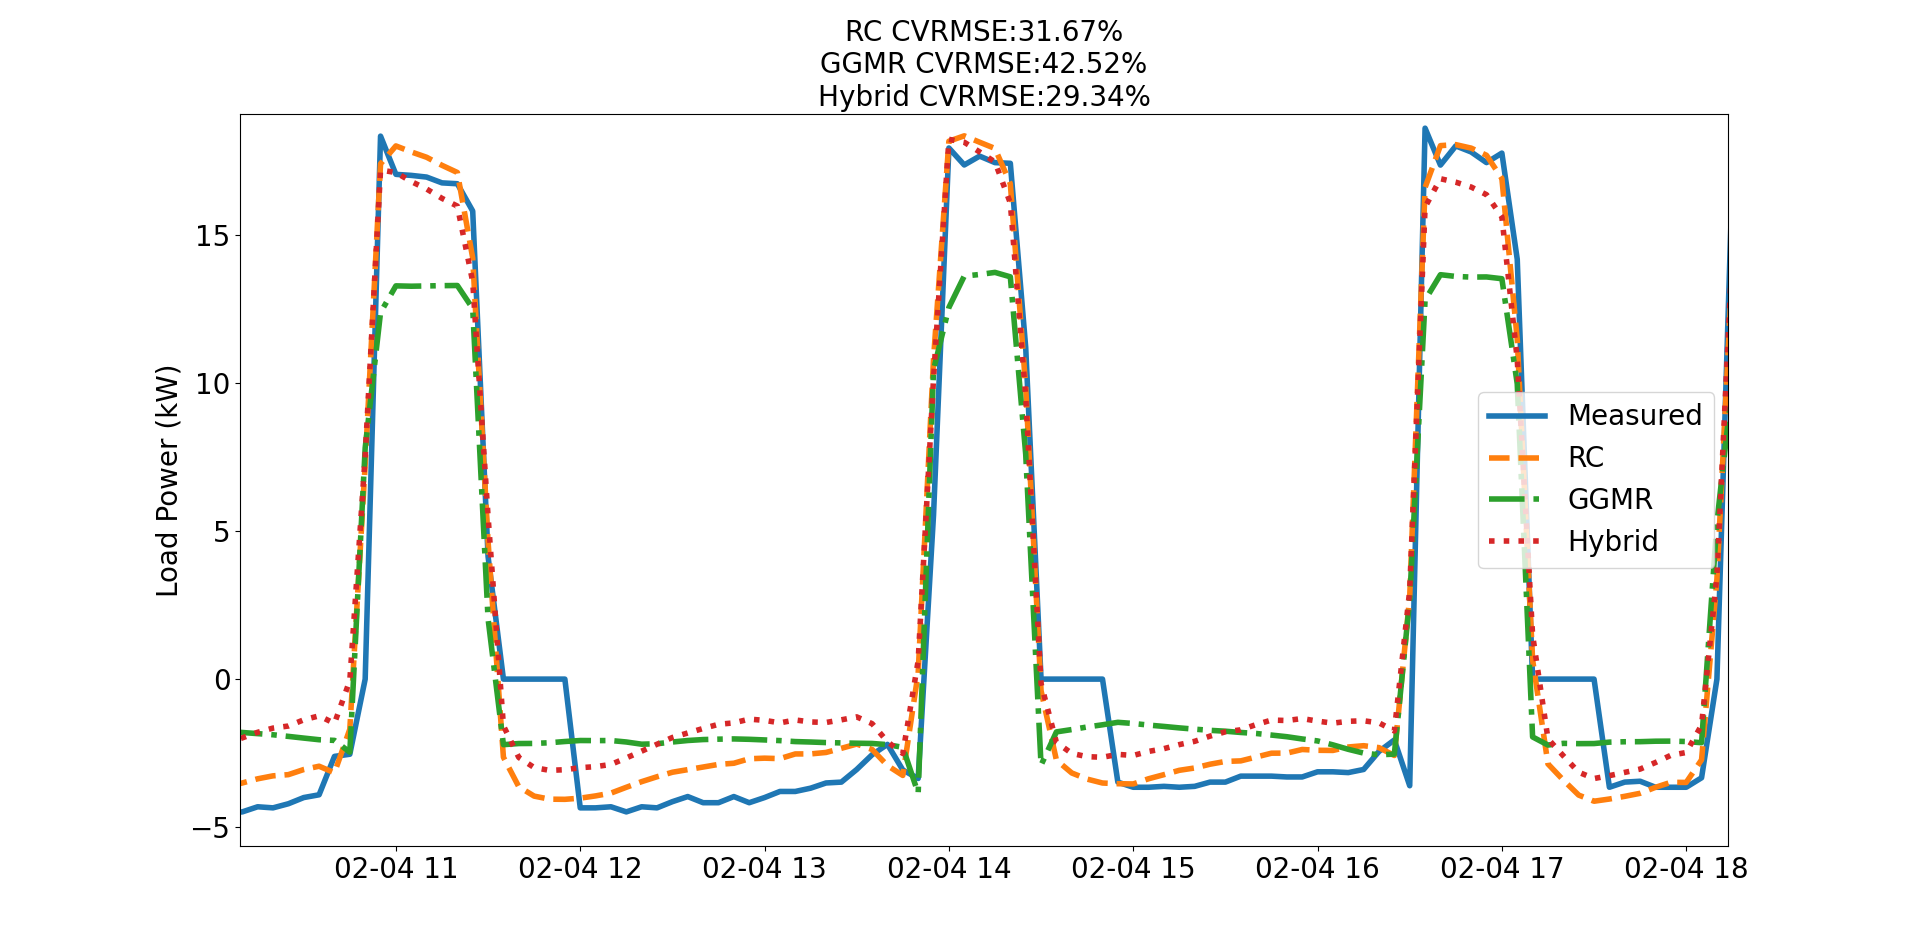 RC CVRMSE:31.67%
GGMR CVRMSE:42.52%
Hybrid CVRMSE:29.34%
Load Power (kW)
15
10
5
0
−5
Measured
RC
GGMR
Hybrid
02-04 11
02-04 12
02-04 13
02-04 14
02-04 15
02-04 16
02-04 17
02-04 18